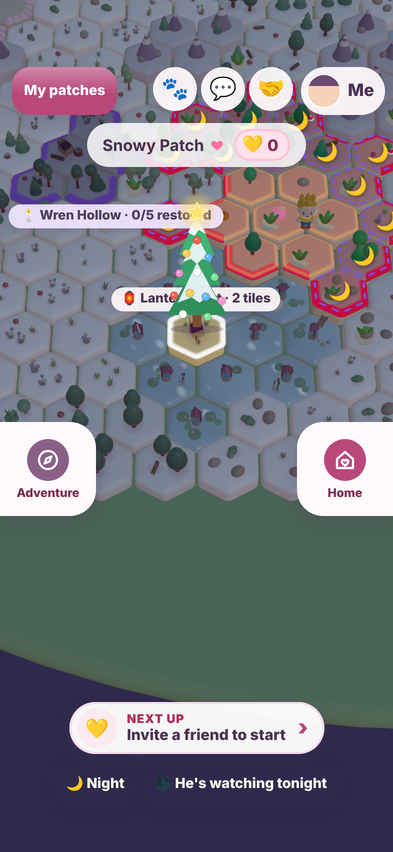 My patches
Me
Snowy Patch
0
Wren Hollow · 0/5
· 2 tiles
Adventure
Home
NEXT UP
Invite a friend to start
Night
He's watching tonight